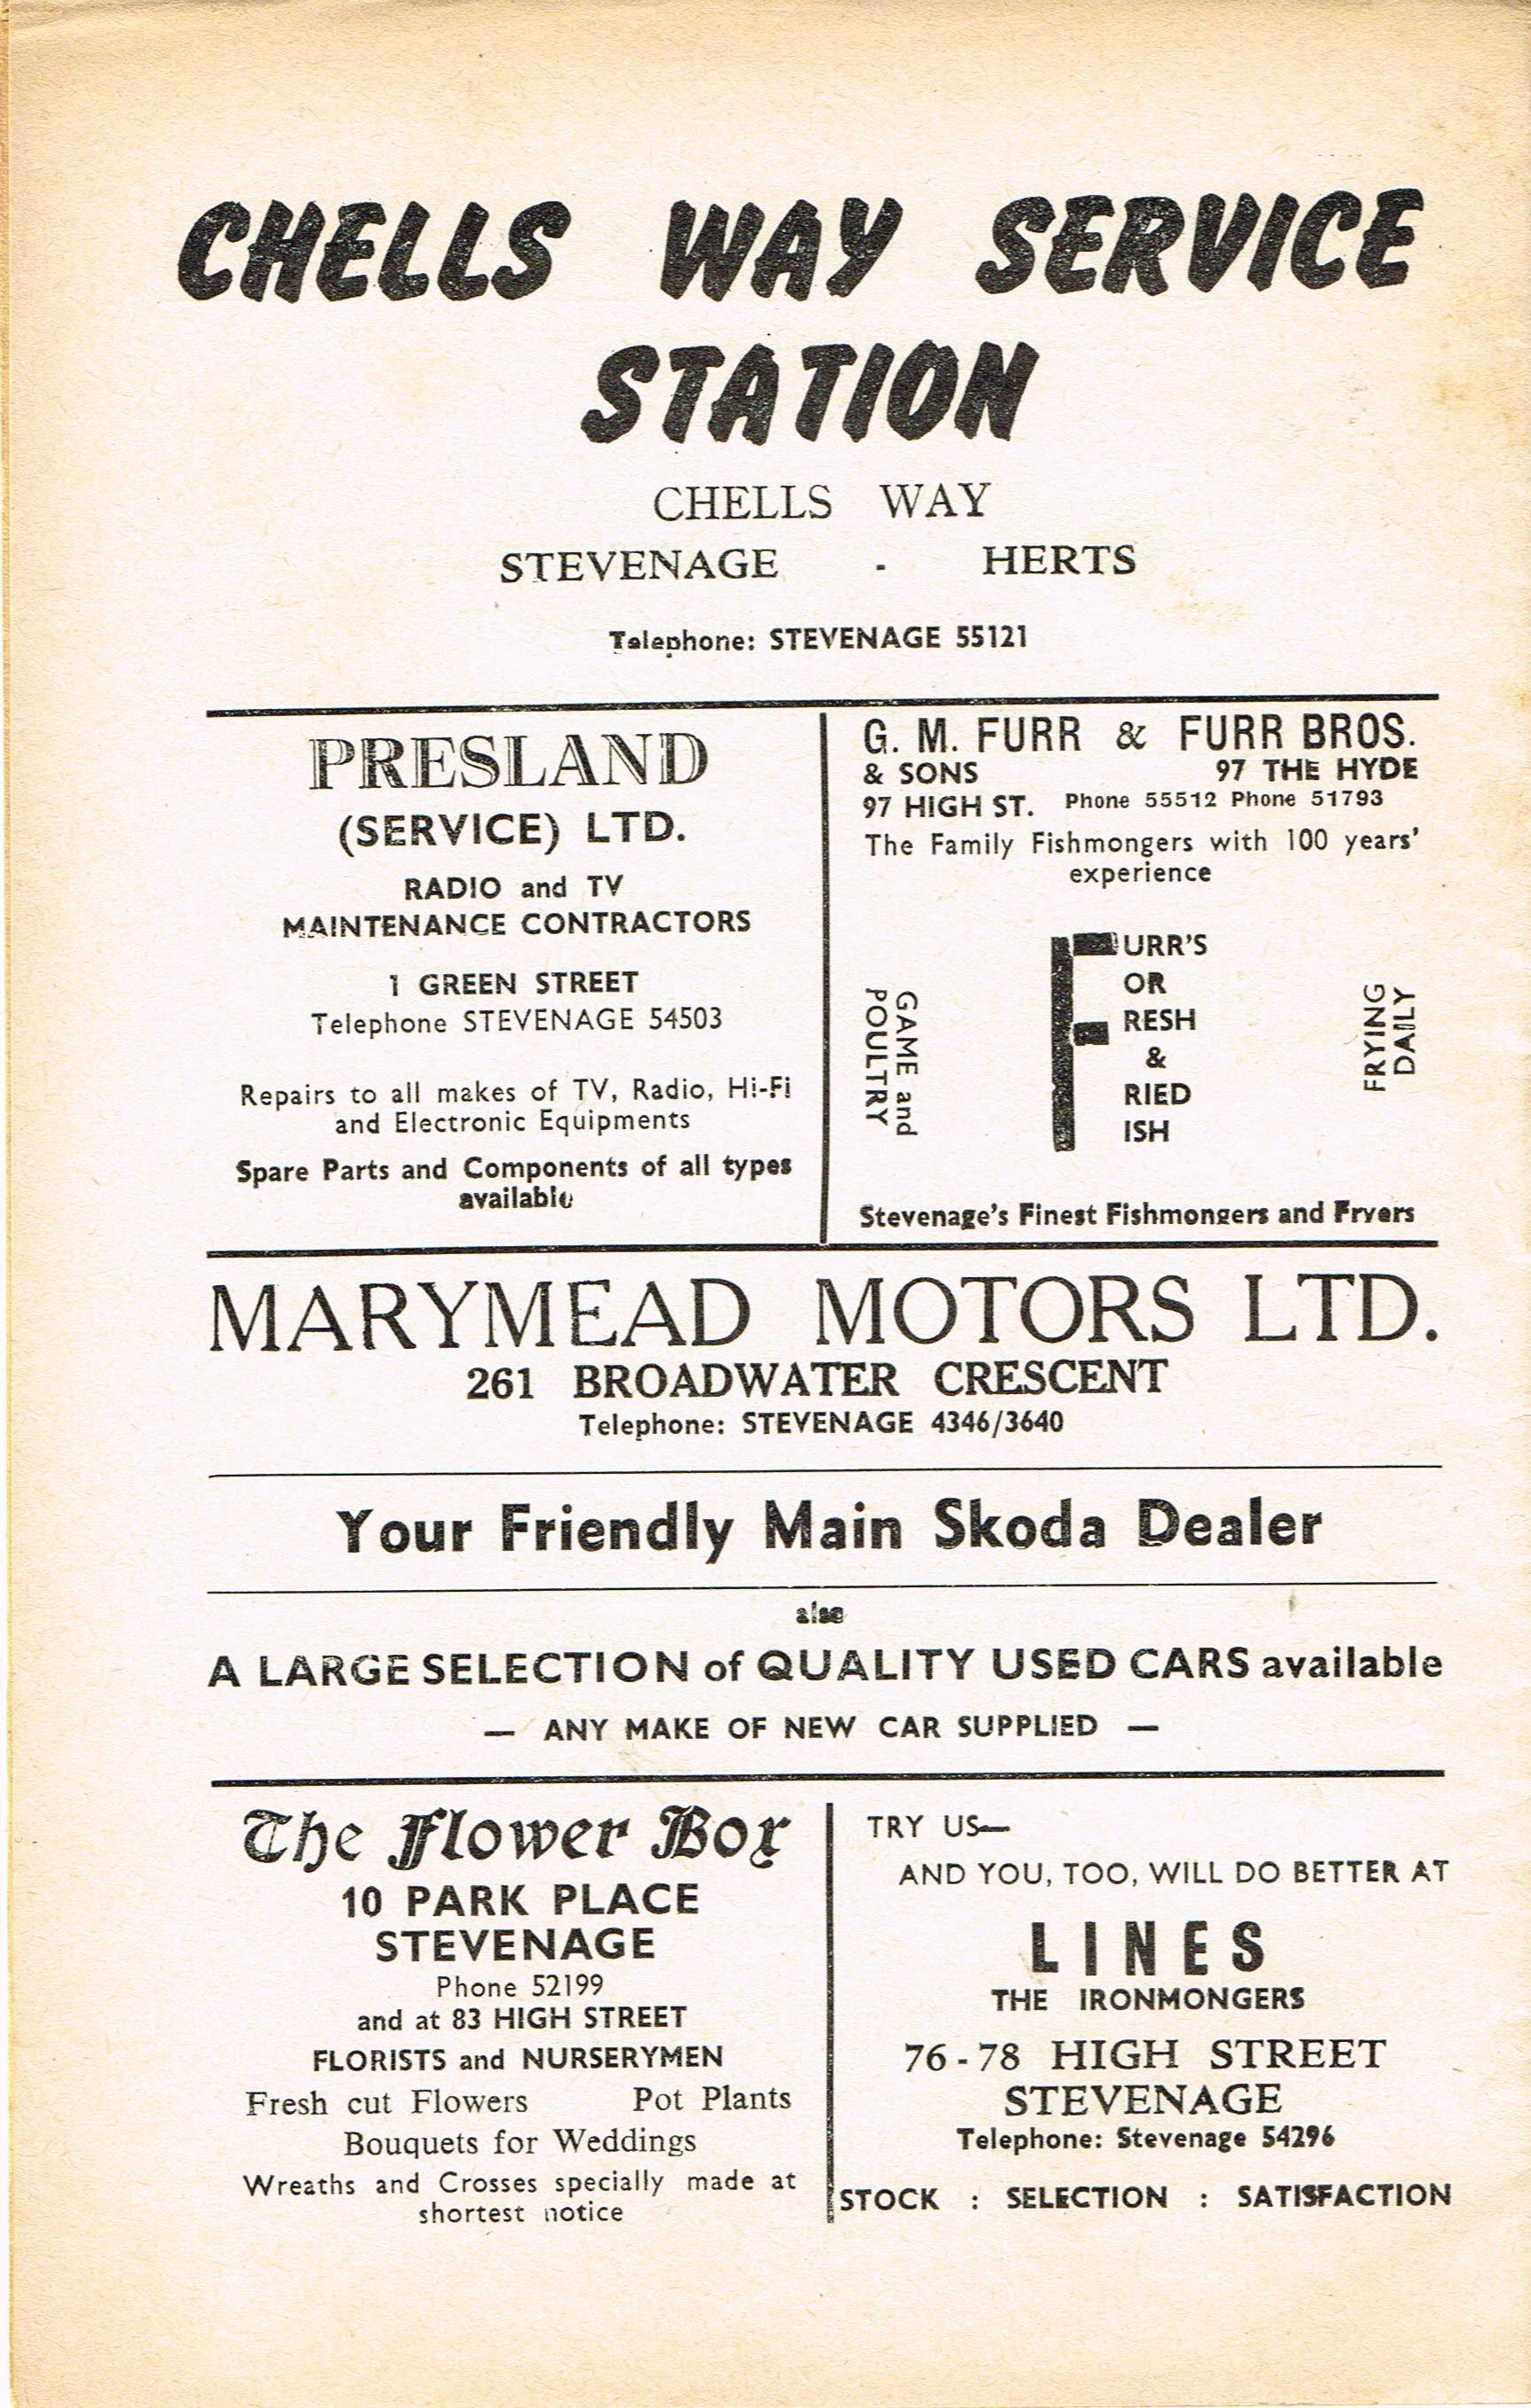 CHELLS WAY SERVICE
STATION
CHELLS WAY
STEVENAGE - HERTS
Telephone: STEVENAGE 55121
PRESLAND
(SERVICE) LTD.
RADIO and TV
MAINTENANCE CONTRACTORS
1 GREEN STREET
Telephone STEVENAGE 54503
Repairs to all makes of TV, Radio, Hi-Fi
and Electronic Equipments
Spare Parts and Components of all types
available
G. M. FURR & FURR BROS.
& SONS 97 THE HYDE
97 HIGH ST. Phone 55512 Phone 51793
The Family Fishmongers with 100 years'
experience
GAME and
POULTRY
FURR'S
OR
RESH
&
RIED
ISH
FRYING
DAILY
Stevenage's Finest Fishmongers and Fryers
MARYMEAD MOTORS LTD.
261 BROADWATER CRESCENT
Telephone: STEVENAGE 4346/3640
Your Friendly Main Skoda Dealer
also
A LARGE SELECTION of QUALITY USED CARS available
— ANY MAKE OF NEW CAR SUPPLIED —
The Flower Box
10 PARK PLACE
STEVENAGE
Phone 52199
and at 83 HIGH STREET
FLORISTS and NURSERYMEN
Fresh cut Flowers Pot Plants
Bouquets for Weddings
Wreaths and Crosses specially made at
shortest notice
TRY US—
AND YOU, TOO, WILL DO BETTER AT
LINES
THE IRONMONGERS
76-78 HIGH STREET
STEVENAGE
Telephone: Stevenage 54296
STOCK : SELECTION : SATISFACTION